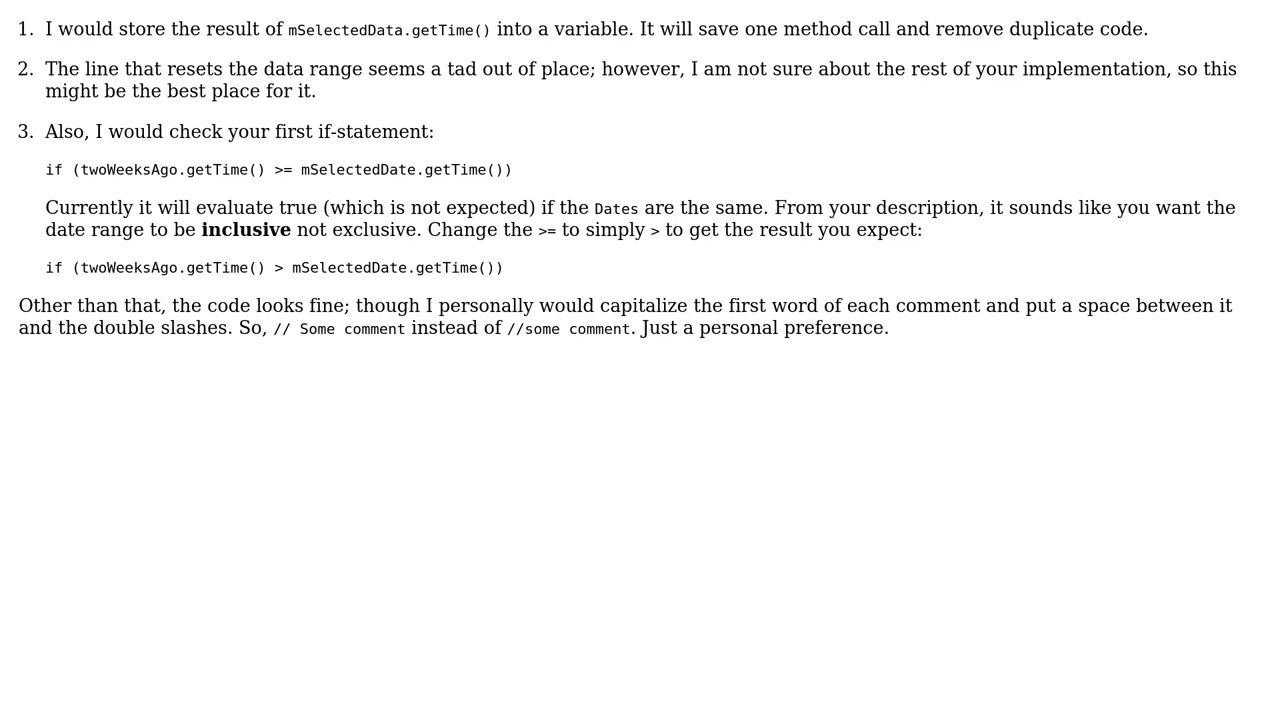 1. I would store the result of mSelectedData.getTime() into a variable. It will save one method call and remove duplicate code.
2. The line that resets the data range seems a tad out of place; however, I am not sure about the rest of your implementation, so this
might be the best place for it.
3. Also, I would check your first if-statement:
if (twoWeeksAgo.getTime() >= mSelectedDate.getTime())
Currently it will evaluate true (which is not expected) if the Dates are the same. From your description, it sounds like you want the
date range to be inclusive not exclusive. Change the >= to simply > to get the result you expect:
if (twoWeeksAgo.getTime() > mSelectedDate.getTime())
Other than that, the code looks fine; though I personally would capitalize the first word of each comment and put a space between it
and the double slashes. So, // Some comment instead of //some comment. Just a personal preference.